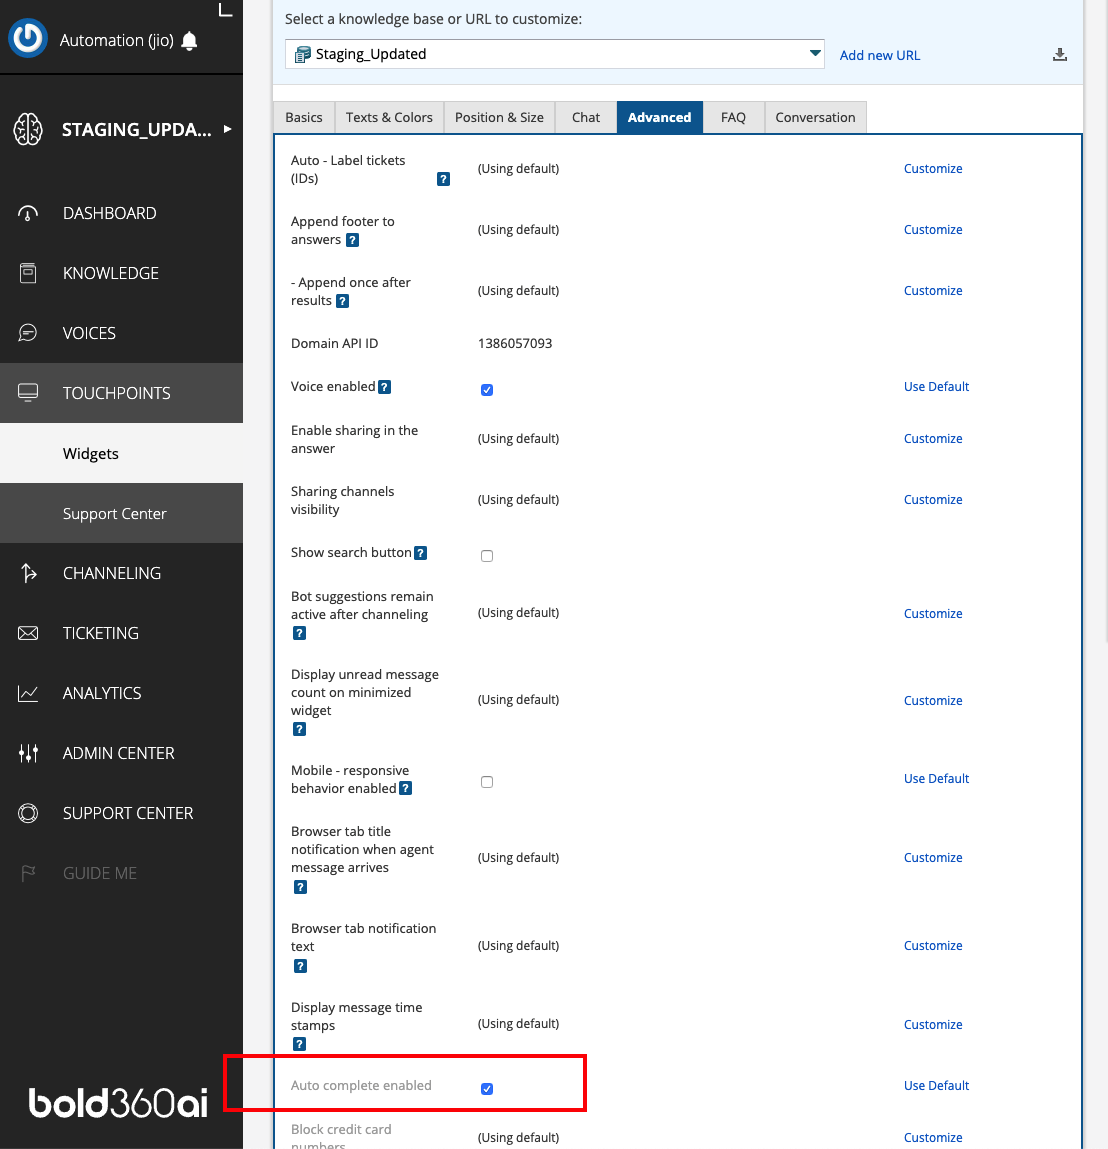 Automation (jio)
STAGING_UPDA...
DASHBOARD
KNOWLEDGE
VOICES
TOUCHPOINTS
Widgets
Support Center
CHANNELING
TICKETING
ANALYTICS
ADMIN CENTER
SUPPORT CENTER
GUIDE ME
bold360ai
Select a knowledge base or URL to customize:
Staging_Updated
Add new URL
Basics Texts & Colors Position & Size Chat Advanced FAQ Conversation
Auto - Label tickets
(IDs) ? (Using default) Customize
Append footer to
answers ? (Using default) Customize
- Append once after
results ? (Using default) Customize
Domain API ID 1386057093
Voice enabled ? Use Default
Enable sharing in the
answer (Using default) Customize
Sharing channels
visibility (Using default) Customize
Show search button ?
Bot suggestions remain
active after channeling (Using default) Customize
?
Display unread message
count on minimized (Using default) Customize
widget
?
Mobile - responsive
behavior enabled ? Use Default
Browser tab title
notification when agent (Using default) Customize
message arrives
?
Browser tab notification
text (Using default) Customize
?
Display message time
stamps (Using default) Customize
?
Auto complete enabled Use Default
Block credit card
numbers (Using default) Customize